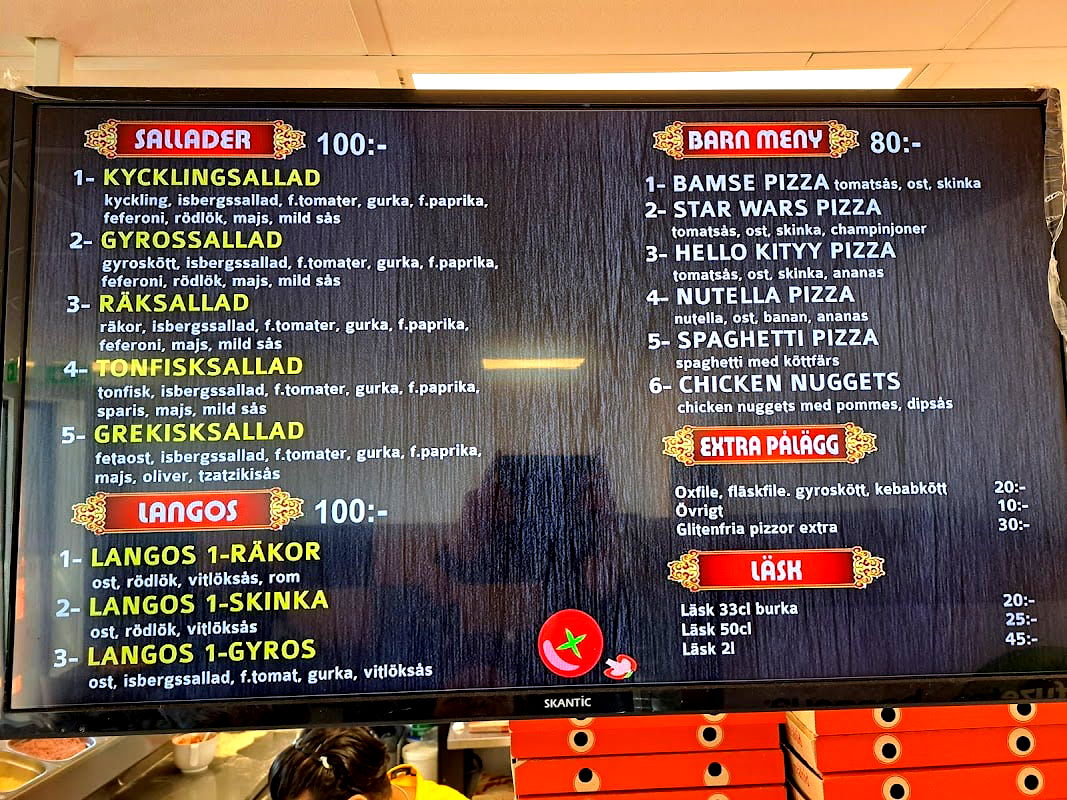 SALLADER 100:-
1- KYCKLINGSALLAD
kyckling, isbergssallad, f.tomater, gurka, f.paprika,
feferoni, rödlök, majs, mild sås
2- GYROSSALLAD
gyroskött, isbergssallad, f.tomater, gurka, f.paprika,
feferoni, rödlök, majs, mild sås
3- RÄKSALLAD
räkor, isbergssallad, f.tomater, gurka, f.paprika,
feferoni, majs, mild sås
4- TONFISKSALLAD
tonfisk, isbergssallad, f.tomater, gurka, f.paprika,
sparis, majs, mild sås
5- GREKISKSALLAD
fetaost, isbergssallad, f.tomater, gurka, f.paprika,
majs, oliver, tzatzikisås
LANGOS 100:-
1- LANGOS 1-RÄKOR
ost, rödlök, vitlöksås, rom
2- LANGOS 1-SKINKA
ost, rödlök, vitlöksås
3- LANGOS 1-GYROS
ost, isbergssallad, f.tomat, gurka, vitlöksås
BARN MENY 80:-
1- BAMSE PIZZA tomatsås, ost, skinka
2- STAR WARS PIZZA
tomatsås, ost, skinka, champinjoner
3- HELLO KITYY PIZZA
tomatsås, ost, skinka, ananas
4- NUTELLA PIZZA
nutella, ost, banan, ananas
5- SPAGHETTI PIZZA
spaghetti med köttfärs
6- CHICKEN NUGGETS
chicken nuggets med pommes, dipsås
EXTRA PÅLÄGG
Oxfile, fläskfile. gyroskött, kebabkött 20:-
Övrigt 10:-
Glitenfria pizzor extra 30:-
LÄSK
Läsk 33cl burka 20:-
Läsk 50cl 25:-
Läsk 2l 45:-
SKANTIC